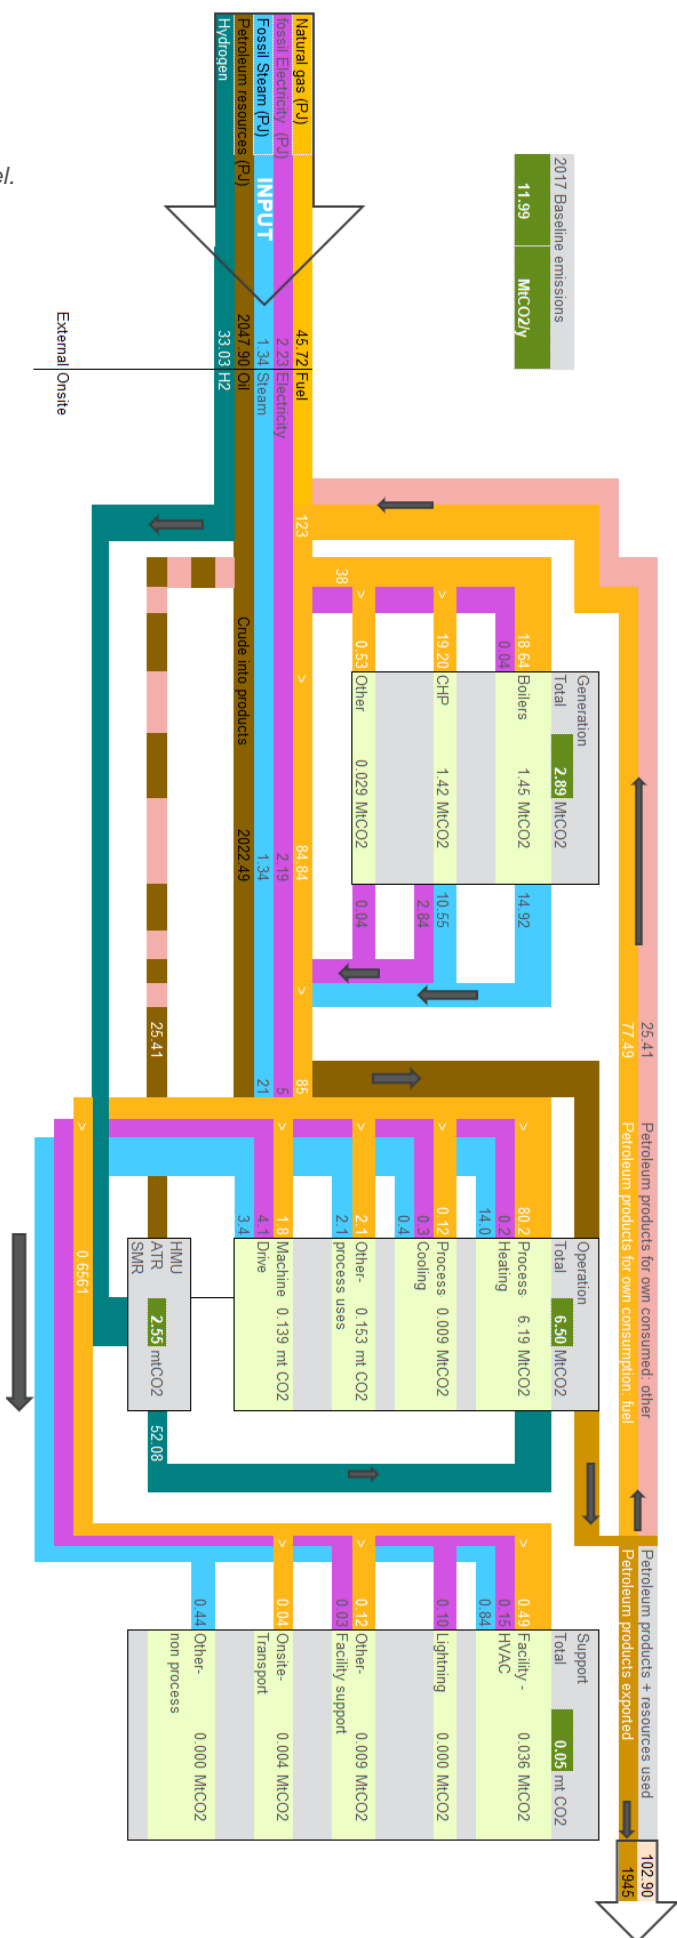 el.
2017 Baseline emissions
11.99 MtCO2/y
Natural gas (PJ)
fossil Electricity (PJ)
Fossil Steam (PJ)
Petroleum resources (PJ)
Hydrogen
INPUT
45.72 Fuel
2.23 Electricity
1.34 Steam
2047.90 Oil
33.03 H2
External Onsite
123
38
Crude into products
>
>
>
>
0.53
19.20
18.64
0.04
Generation
Total 2.89 MtCO2
Boilers 1.45 MtCO2
CHP 1.42 MtCO2
Other 0.029 MtCO2
14.92
10.55
2.84
0.04
84.84
2.19
1.34
2022.49
25.41
25.41 Petroleum products for own consumed: other
77.49 Petroleum products for own consumption: fuel
85
5
21
>
>
>
>
>
80.2
0.2
14.0
0.12
0.3
0.4
2.1
2.1
1.8
4.1
3.4
Operation
Total 6.50 MtCO2
Process 6.19 MtCO2
Heating
Process 0.009 MtCO2
Cooling
Other- 0.153 mt CO2
process uses
Machine 0.139 mt CO2
Drive
HMU
ATR 2.55 mtCO2
SMR
0.6561
52.08
Petroleum products + resources used
102.90
Petroleum products exported
1945
>
>
>
0.49
0.15
0.84
0.10
0.12
0.03
0.04
0.44
Support
Total 0.05 mt CO2
Facility - 0.036 MtCO2
HVAC
Lightning 0.000 MtCO2
Other- 0.009 MtCO2
Facility support
Onsite- 0.004 MtCO2
Transport
Other- 0.000 MtCO2
non process